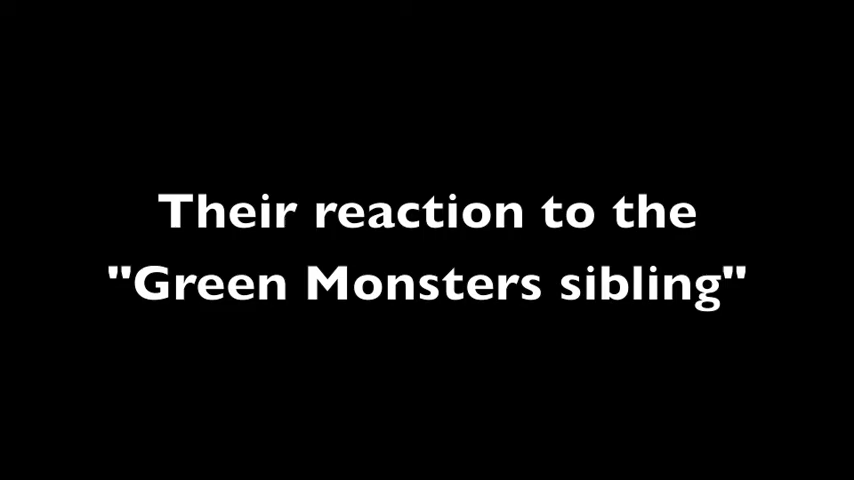 Their reaction to the
"Green Monsters sibling"